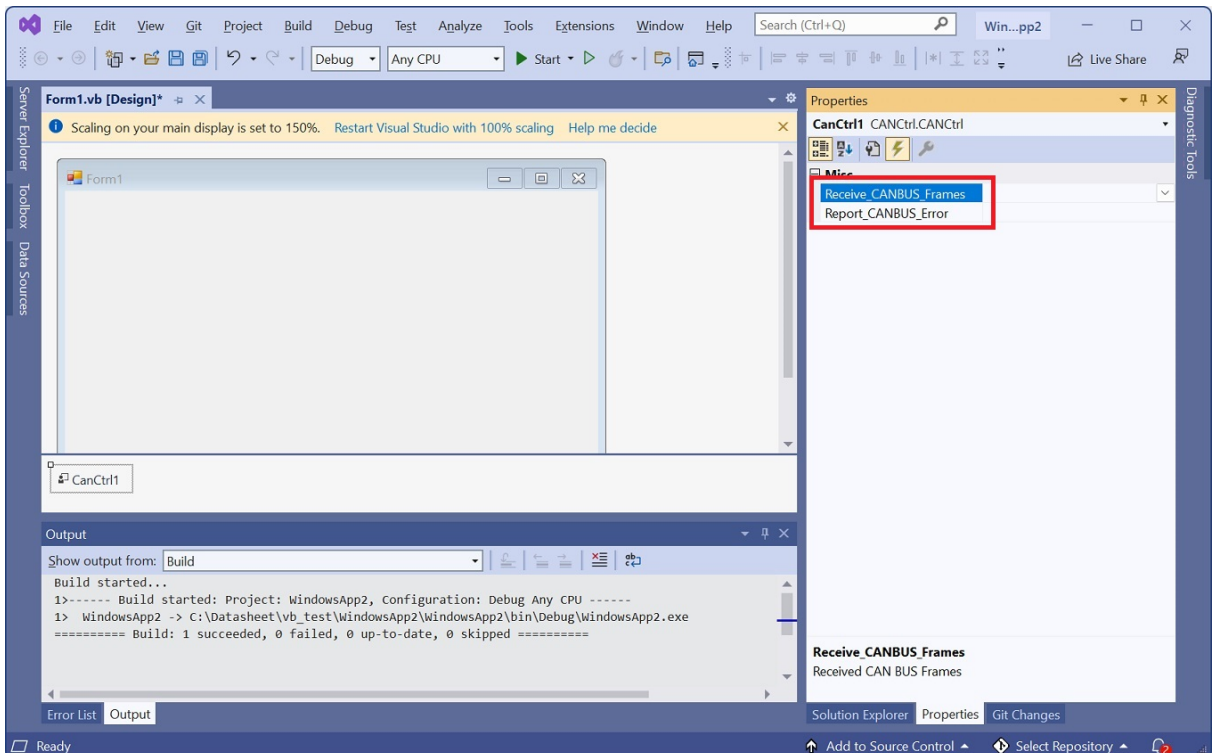 File Edit View Git Project Build Debug Test Analyze Tools Extensions Window Help Search (Ctrl+Q) Win...pp2
Debug Any CPU Start Live Share
Server Explorer
Toolbox
Data Sources
Form1.vb [Design]*
Scaling on your main display is set to 150%. Restart Visual Studio with 100% scaling Help me decide
Form1
CanCtrl1
Output
Show output from: Build
Build started...
1>------ Build started: Project: WindowsApp2, Configuration: Debug Any CPU ------
1> WindowsApp2 -> C:\Datasheet\vb_test\WindowsApp2\WindowsApp2\bin\Debug\WindowsApp2.exe
========== Build: 1 succeeded, 0 failed, 0 up-to-date, 0 skipped ==========
Error List Output
Properties
CanCtrl1 CANCtrl.CANCtrl
Misc
Receive_CANBUS_Frames
Report_CANBUS_Error
Receive_CANBUS_Frames
Received CAN BUS Frames
Solution Explorer Properties Git Changes
Diagnostic Tools
Ready Add to Source Control Select Repository 2